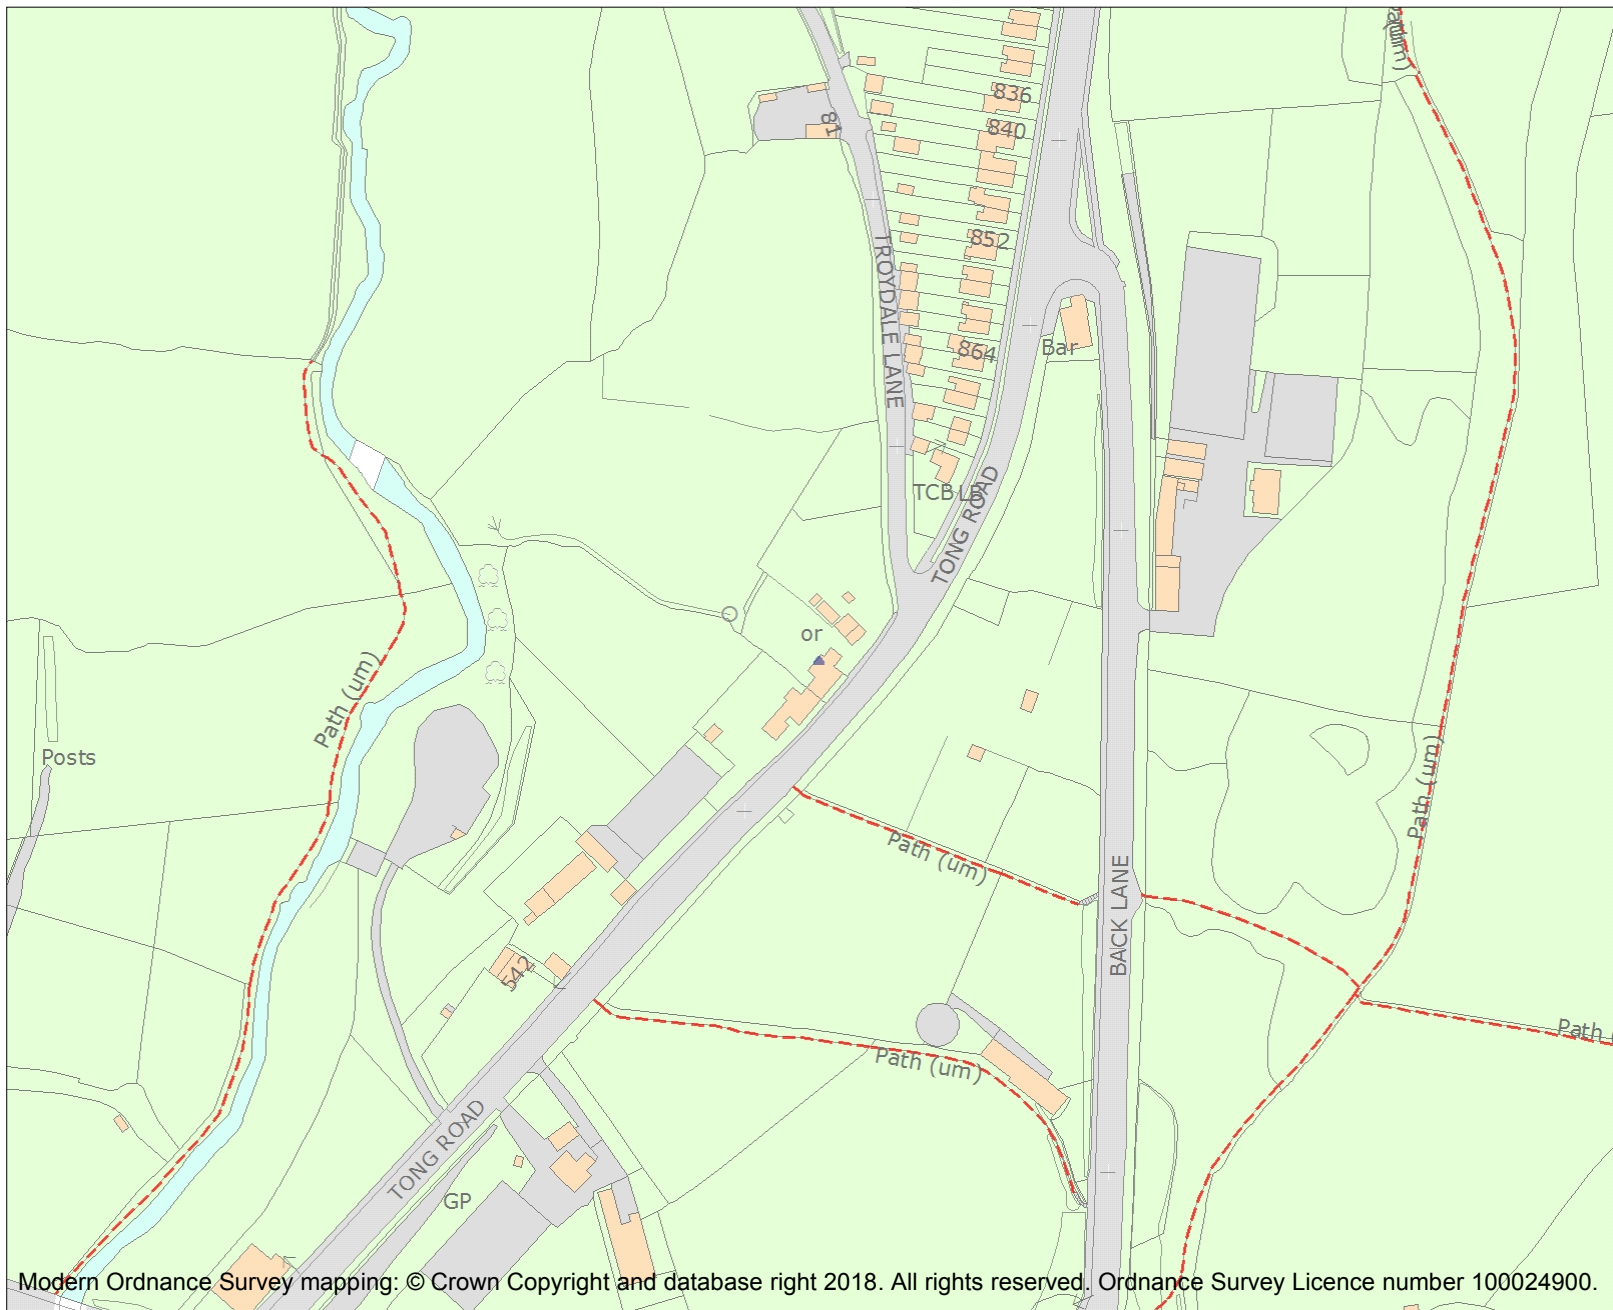 Path (um)
836
81
840
852
TROYDALE LANE
864
Bar
TCB LB
TONG ROAD
or
Path (um)
Posts
Path (um)
Path (um)
BACK LANE
542
Path (um)
Path
TONG ROAD
GP
Modern Ordnance Survey mapping: © Crown Copyright and database right 2018. All rights reserved. Ordnance Survey Licence number 100024900.